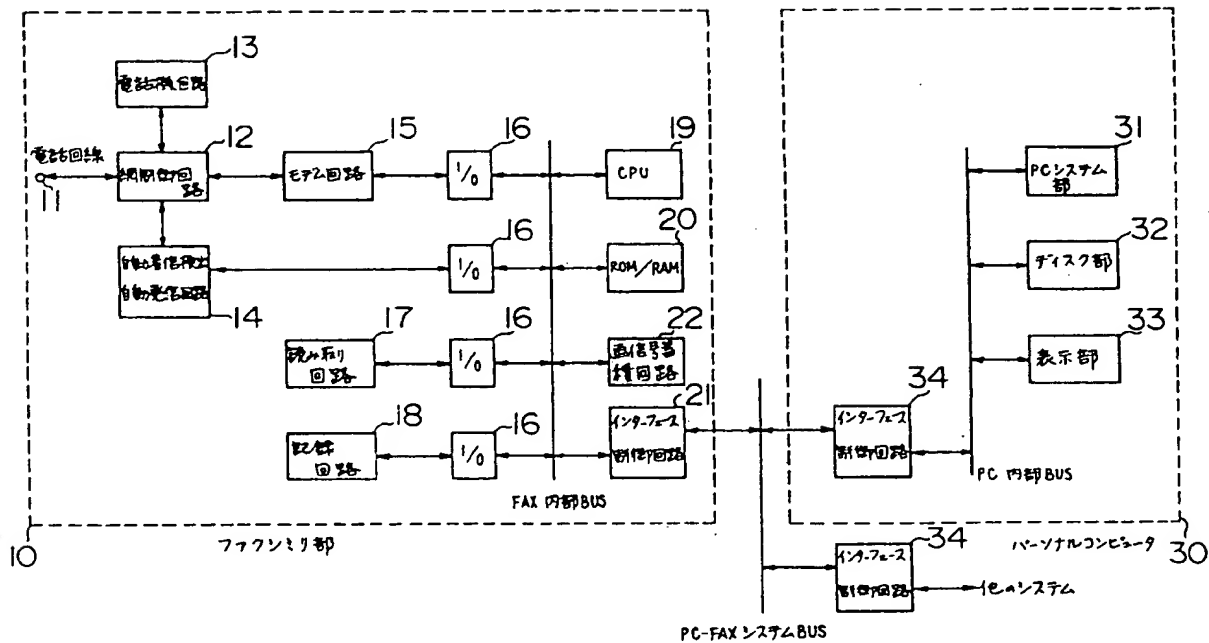 13
電話機回路
電話回線
11
12
網制御回
路
15
モデム回路
16
I/O
19
CPU
14
自動着信検出
自動発信回路
16
I/O
20
ROM/RAM
17
読み取り
回路
16
I/O
22
画信号蓄
積回路
18
記録
回路
16
I/O
21
インターフェース
制御回路
FAX 内部BUS
10
ファクシミリ部
31
PCシステム
部
32
ディスク部
33
表示部
34
インターフェース
制御回路
PC 内部BUS
パーソナルコンピュータ
30
34
インターフェース
制御回路
他のシステム
PC-FAX システムBUS